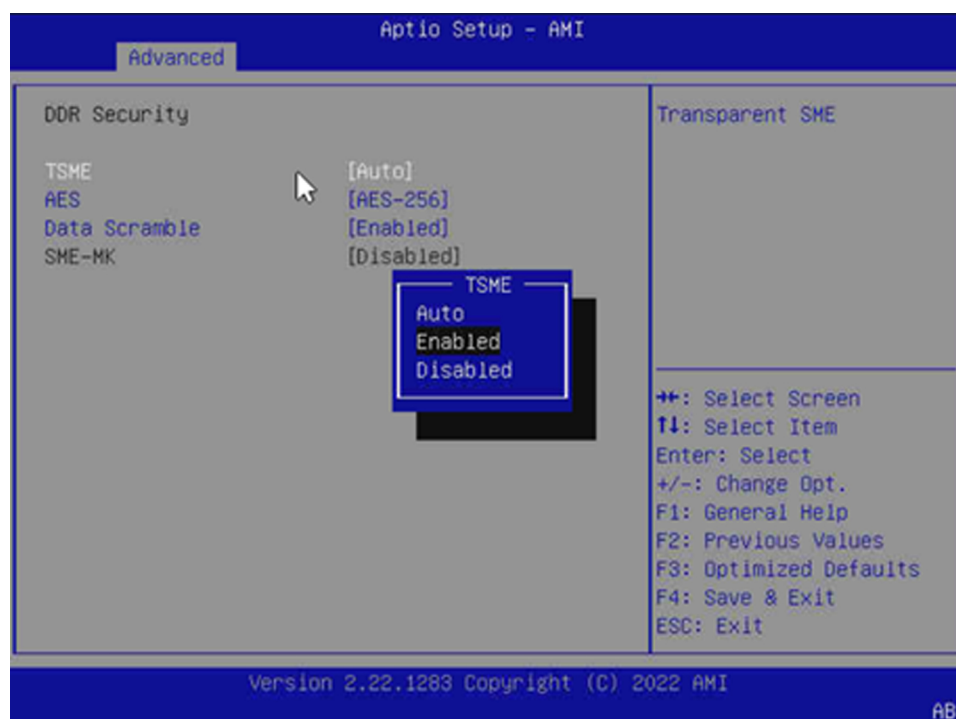 Aptio Setup - AMI
Advanced
DDR Security
TSME [Auto]
AES [AES-256]
Data Scramble [Enabled]
SME-MK [Disabled]
TSME
Auto
Enabled
Disabled
Transparent SME
→←: Select Screen
↑↓: Select Item
Enter: Select
+/-: Change Opt.
F1: General Help
F2: Previous Values
F3: Optimized Defaults
F4: Save & Exit
ESC: Exit
Version 2.22.1283 Copyright (C) 2022 AMI
AB